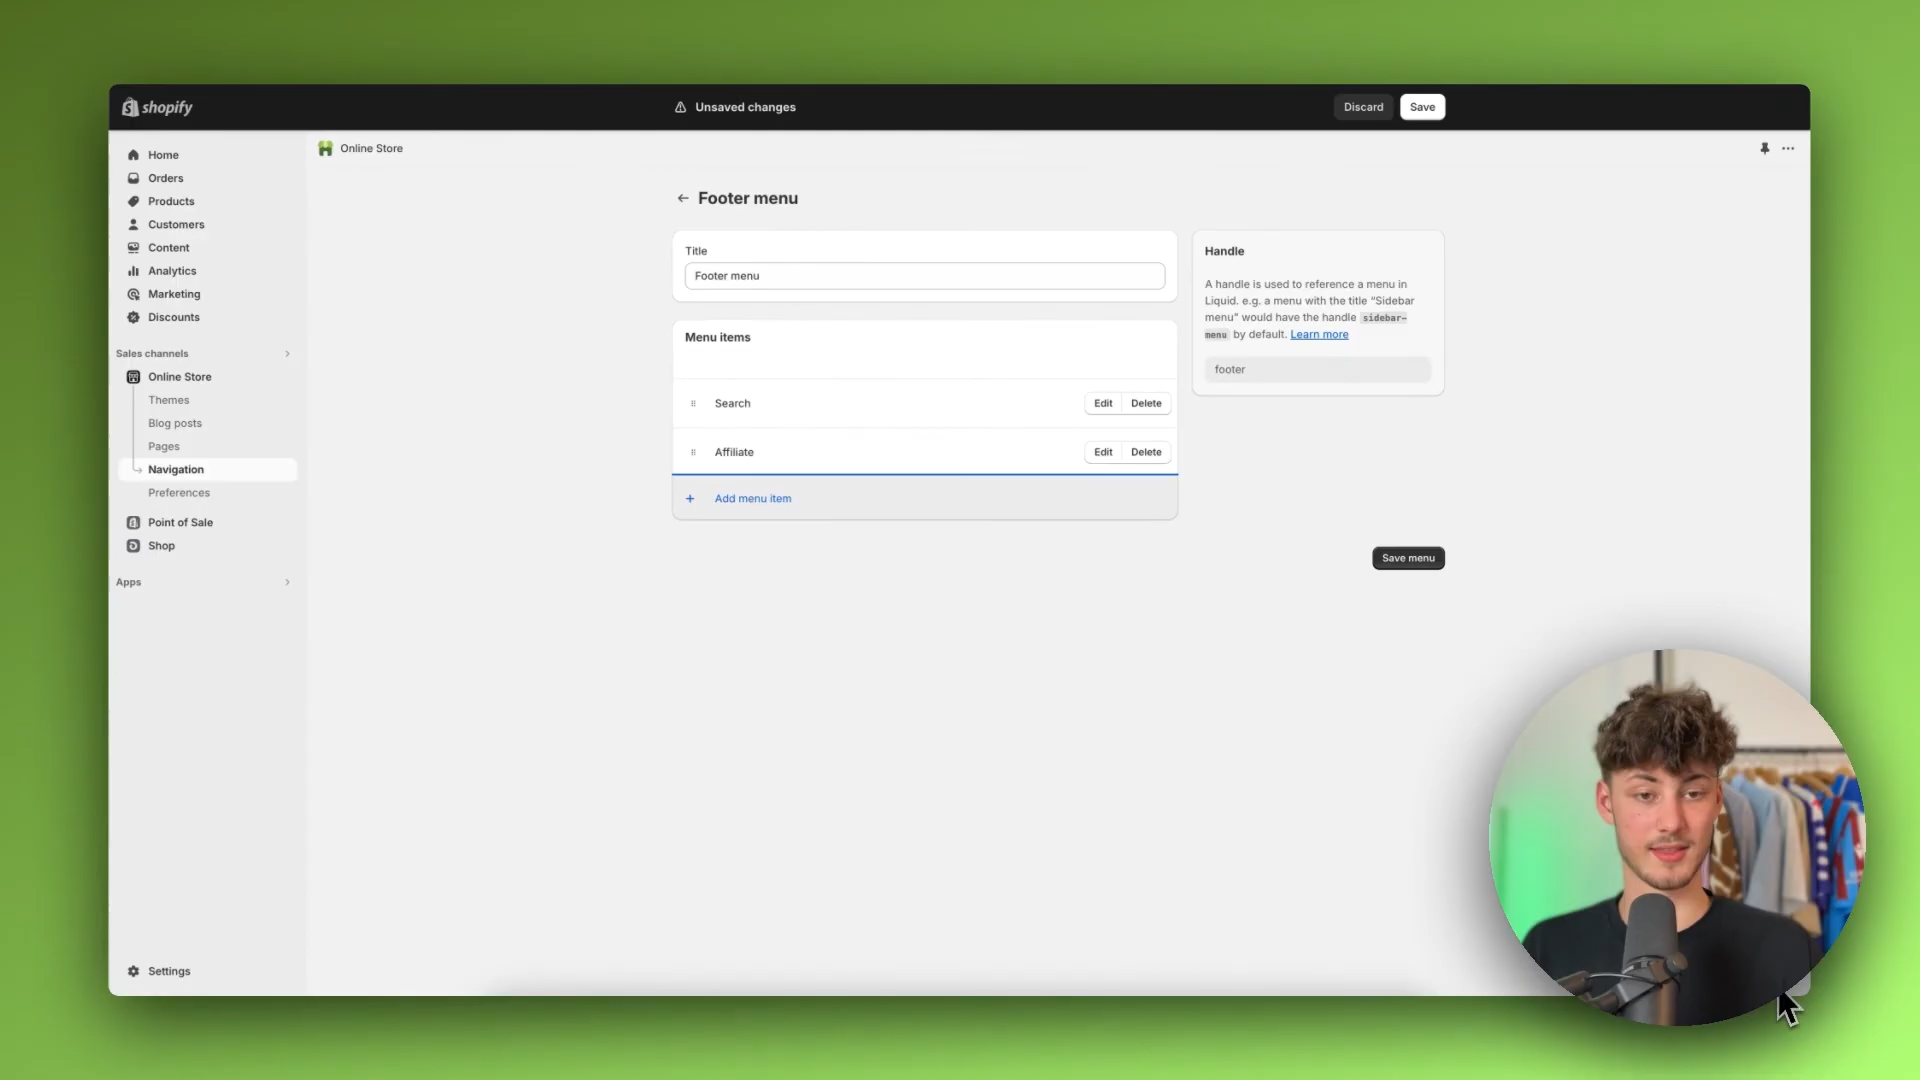 shopify
Unsaved changes
Discard
Save
Home
Orders
Products
Customers
Content
Analytics
Marketing
Discounts
Sales channels
Online Store
Themes
Blog posts
Pages
Navigation
Preferences
Point of Sale
Shop
Apps
Settings
Online Store
Footer menu
Title
Footer menu
Menu items
Search
Edit
Delete
Affiliate
Edit
Delete
Add menu item
Handle
A handle is used to reference a menu in
Liquid. e.g. a menu with the title “Sidebar
menu” would have the handle sidebar-
menu by default. Learn more
footer
Save menu